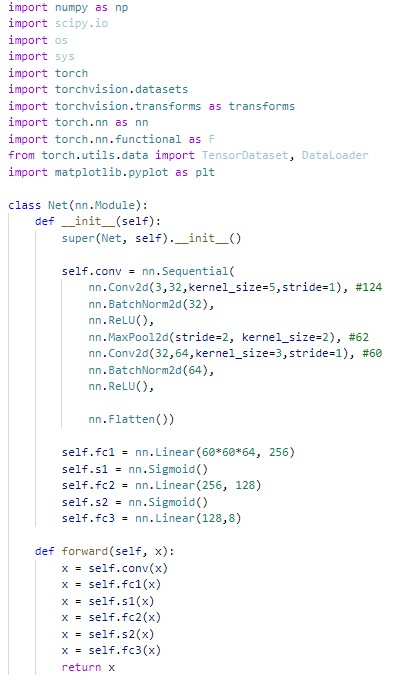 import numpy as np
import scipy.io
import os
import sys
import torch
import torchvision.datasets
import torchvision.transforms as transforms
import torch.nn as nn
import torch.nn.functional as F
from torch.utils.data import TensorDataset, DataLoader
import matplotlib.pyplot as plt

class Net(nn.Module):
    def __init__(self):
        super(Net, self).__init__()

        self.conv = nn.Sequential(
            nn.Conv2d(3,32,kernel_size=5,stride=1), #124
            nn.BatchNorm2d(32),
            nn.ReLU(),
            nn.MaxPool2d(stride=2, kernel_size=2), #62
            nn.Conv2d(32,64,kernel_size=3,stride=1), #60
            nn.BatchNorm2d(64),
            nn.ReLU(),

            nn.Flatten())

        self.fc1 = nn.Linear(60*60*64, 256)
        self.s1 = nn.Sigmoid()
        self.fc2 = nn.Linear(256, 128)
        self.s2 = nn.Sigmoid()
        self.fc3 = nn.Linear(128,8)

    def forward(self, x):
        x = self.conv(x)
        x = self.fc1(x)
        x = self.s1(x)
        x = self.fc2(x)
        x = self.s2(x)
        x = self.fc3(x)
        return x